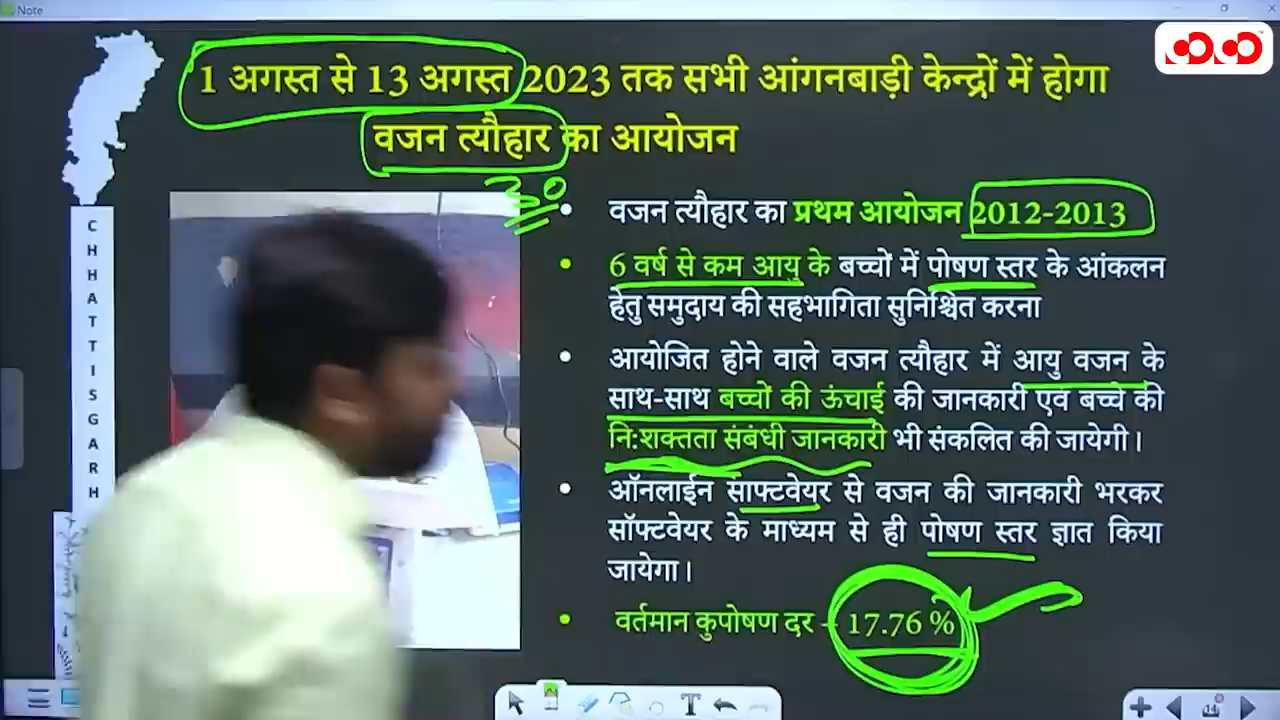 Note
1 अगस्त से 13 अगस्त 2023 तक सभी आंगनबाड़ी केन्द्रों में होगा
वजन त्यौहार का आयोजन
30
CHHATTISGARH
• वजन त्यौहार का प्रथम आयोजन 2012-2013
• 6 वर्ष से कम आयु के बच्चों में पोषण स्तर के आंकलन
हेतु समुदाय की सहभागिता सुनिश्चित करना
• आयोजित होने वाले वजन त्यौहार में आयु वजन के
साथ-साथ बच्चों की ऊंचाई की जानकारी एवं बच्चे की
नि:शक्तता संबंधी जानकारी भी संकलित की जायेगी।
• ऑनलाईन साफ्टवेयर से वजन की जानकारी भरकर
सॉफ्टवेयर के माध्यम से ही पोषण स्तर ज्ञात किया
जायेगा।
• वर्तमान कुपोषण दर - 17.76 %
14